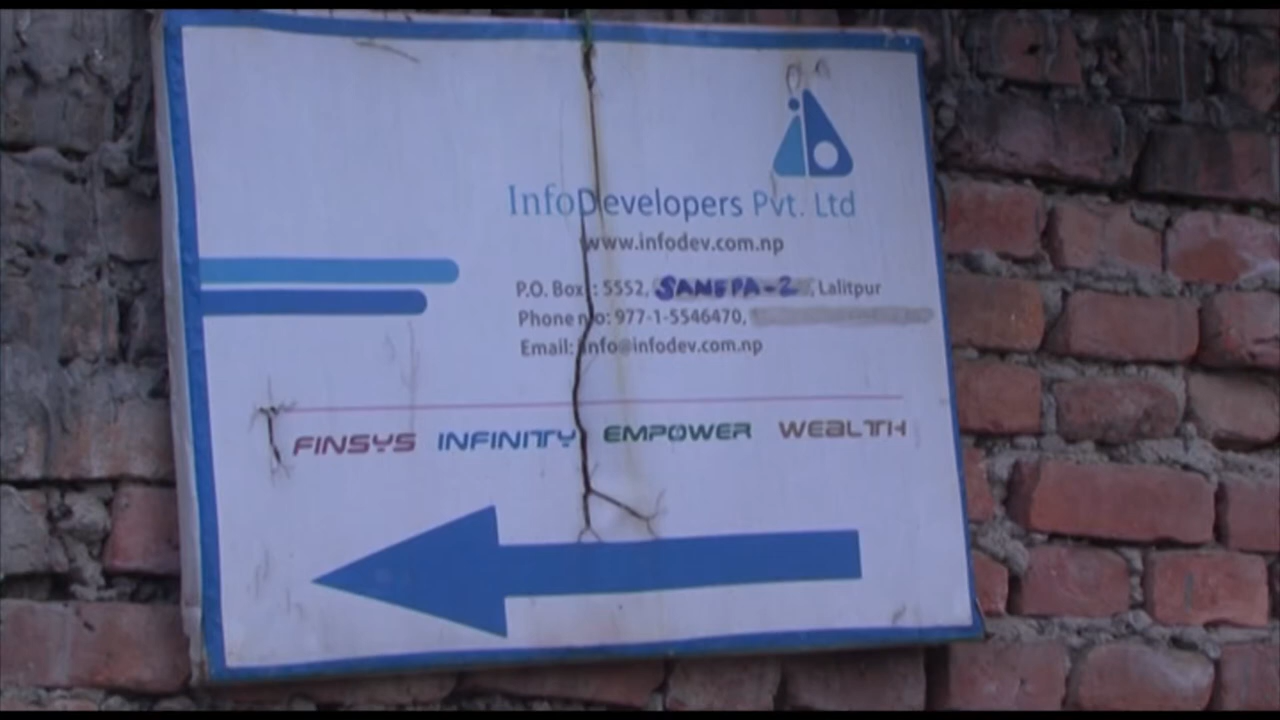 InfoDevelopers Pvt. Ltd
www.infodev.com.np
P.O. Box : 5552, SANEPA-2, Lalitpur
Phone no: 977-1-5546470,
Email: info@infodev.com.np
FINSYS INFINITY EMPOWER WEALTH